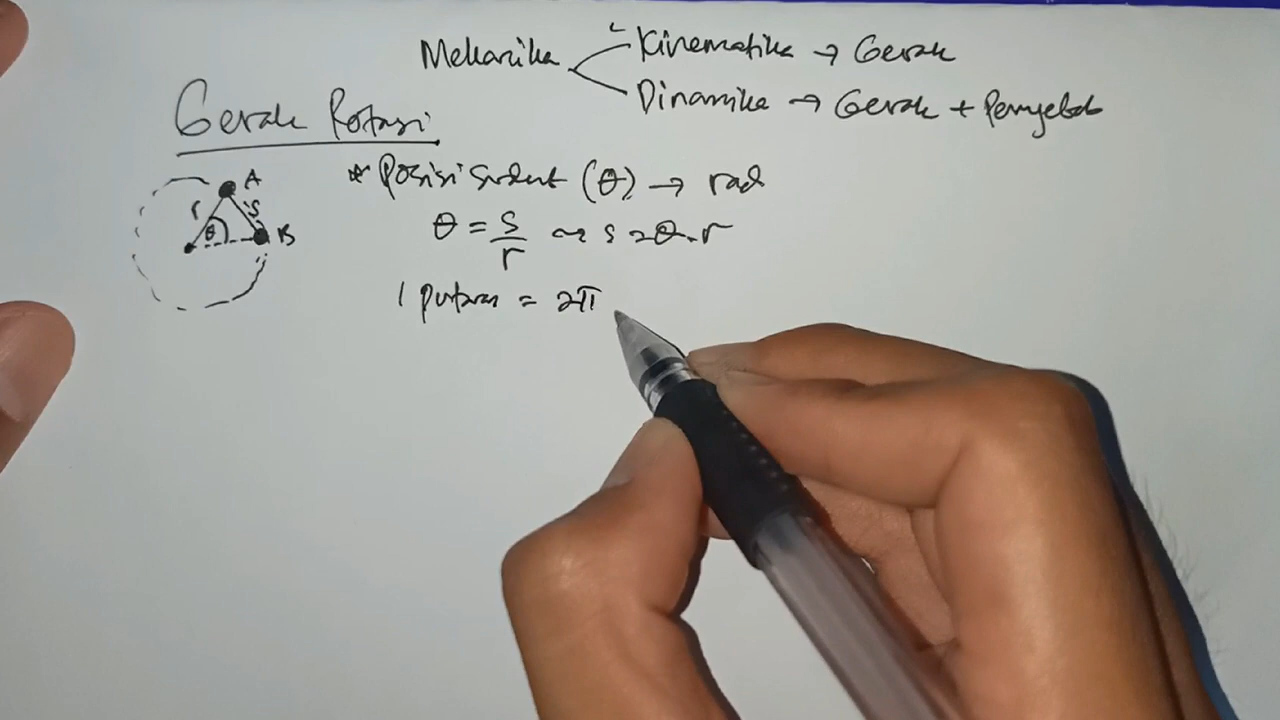 Mekanika
Kinematika → Gerak
Dinamika → Gerak + Penyebab
Gerak Rotasi
* Posisi Sudut (θ) → rad
θ = s/r ~ s = θ.r
1 putaran = 2π
A
r
s
θ
B